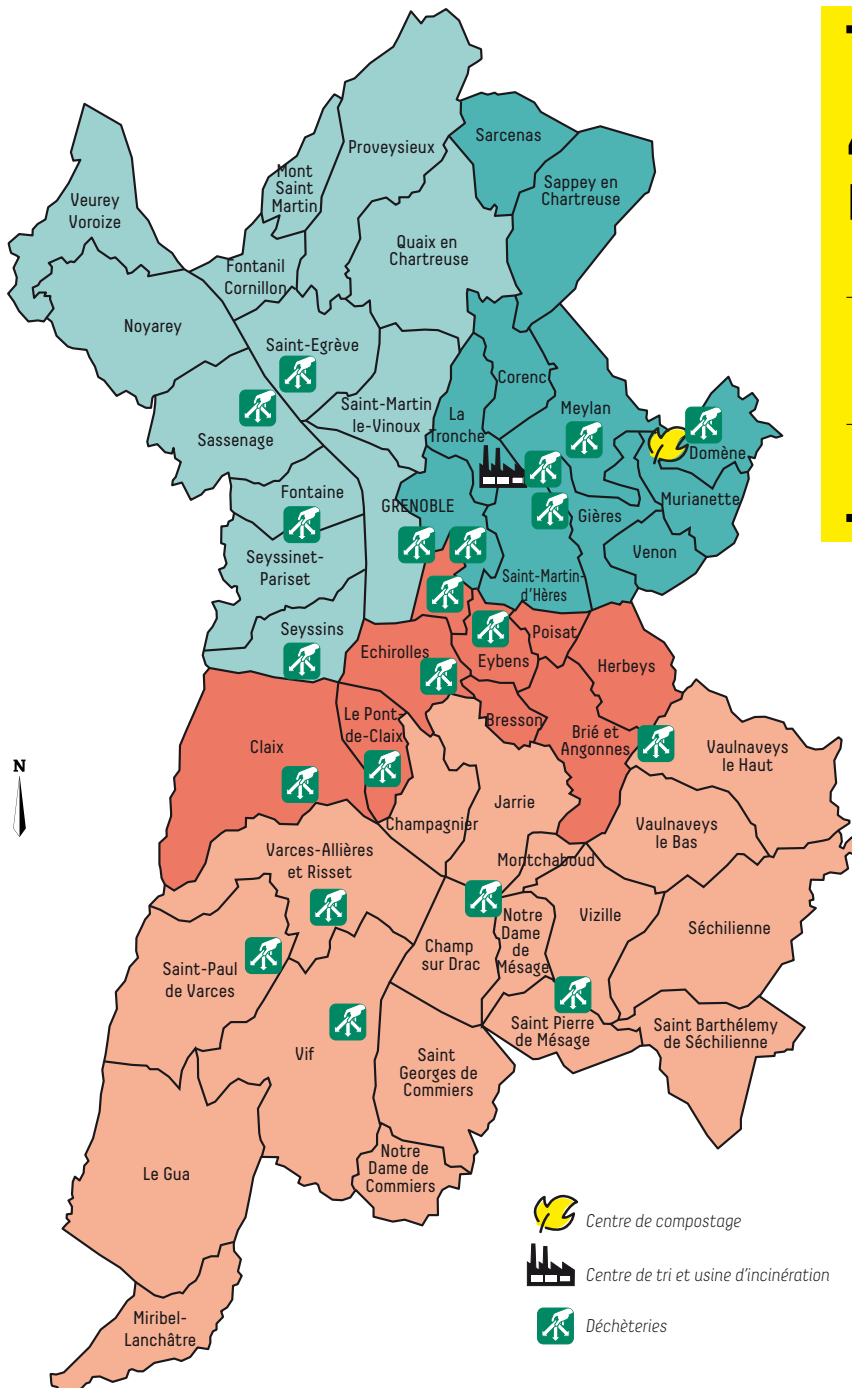 Sarcenas
Proveysieux
Mont
Saint
Martin
Sappey en
Chartreuse
Veurey
Voroize
Quaix en
Chartreuse
Fontanil
Cornillon
Noyarey
Saint-Egrève
Corenc
Saint-Martin
le-Vinoux
La
Tronche
Meylan
Sassenage
Domène
Fontaine
GRENOBLE
Murianette
Gières
Seyssinet-
Pariset
Venon
Saint-Martin-
d'Hères
Seyssins
Echirolles
Poisat
Eybens
Herbeys
Le Pont-
de-Claix
Bresson
Brié et
Angonnes
Claix
Vaulnaveys
le Haut
N
Jarrie
Champagnier
Vaulnaveys
le Bas
Varces-Allières
et Risset
Montchaboud
Notre
Dame
de
Mésage
Vizille
Séchilienne
Champ
sur Drac
Saint-Paul
de Varces
Saint Pierre
de Mésage
Saint Barthélemy
de Séchilienne
Vif
Saint
Georges de
Commiers
Notre
Dame de
Commiers
Le Gua
Miribel-
Lanchâtre
Centre de compostage
Centre de tri et usine d'incinération
Déchèteries